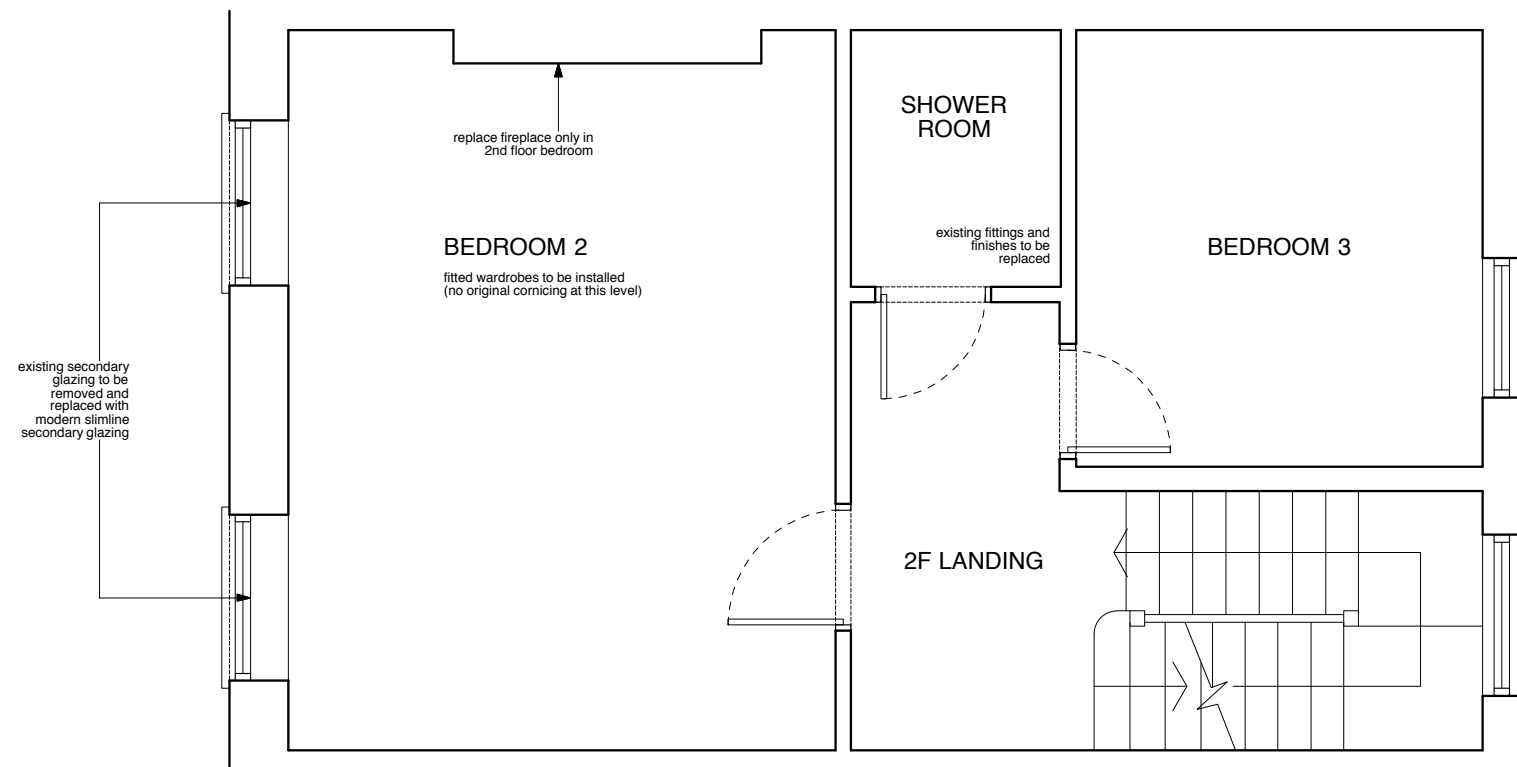 SHOWER
ROOM
replace fireplace only in
2nd floor bedroom
existing fittings and
finishes to be
replaced
BEDROOM 2
fitted wardrobes to be installed
(no original cornicing at this level)
BEDROOM 3
existing secondary
glazing to be
removed and
replaced with
modern slimline
secondary glazing
2F LANDING